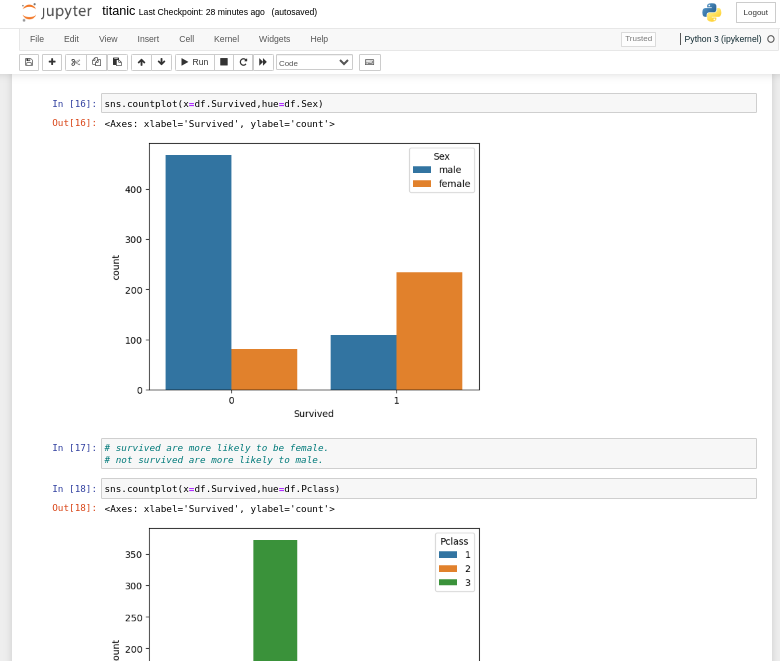 jupyter titanic Last Checkpoint: 28 minutes ago (autosaved) Logout
File Edit View Insert Cell Kernel Widgets Help Trusted Python 3 (ipykernel)
Run Code
In [16]: sns.countplot(x=df.Survived,hue=df.Sex)
Out[16]: <Axes: xlabel='Survived', ylabel='count'>
Sex
male
female
400
300
200
100
0
count
0 1
Survived
In [17]: # survived are more likely to be female.
# not survived are more likely to male.
In [18]: sns.countplot(x=df.Survived,hue=df.Pclass)
Out[18]: <Axes: xlabel='Survived', ylabel='count'>
Pclass
1
2
3
350
300
250
200